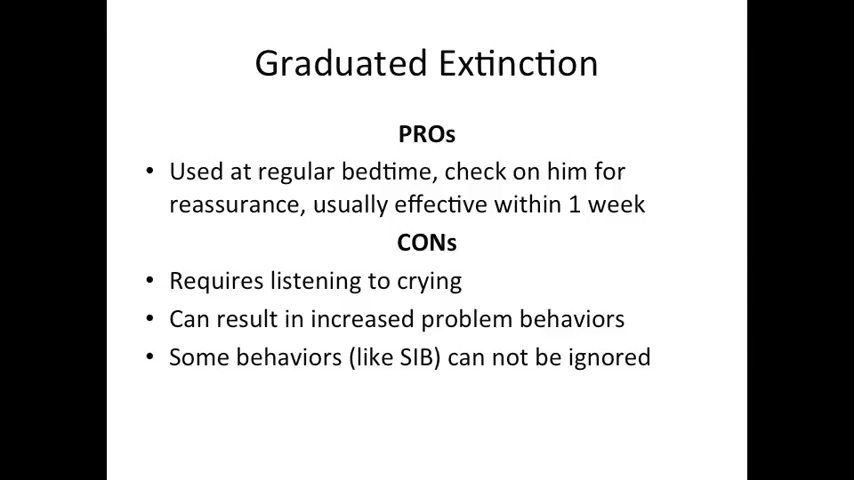 Graduated Extinction
PROs
• Used at regular bedtime, check on him for
reassurance, usually effective within 1 week
CONs
• Requires listening to crying
• Can result in increased problem behaviors
• Some behaviors (like SIB) can not be ignored